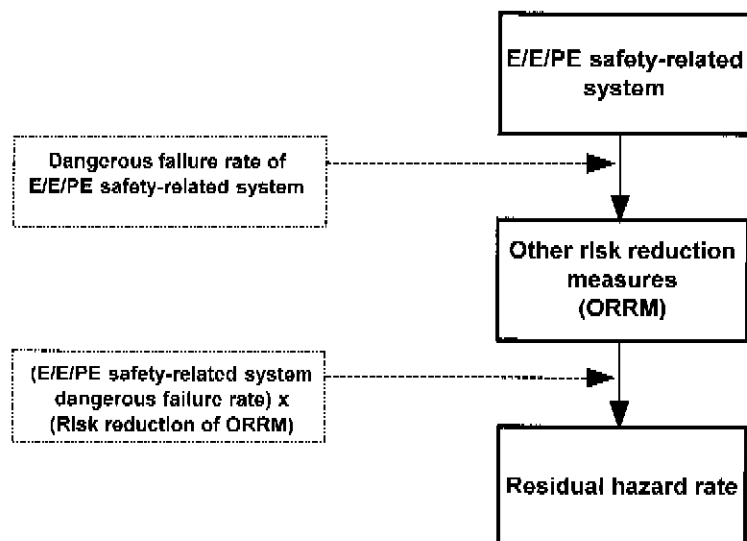 E/E/PE safety-related
system
Dangerous failure rate of
E/E/PE safety-related system
Other risk reduction
measures
(ORRM)
(E/E/PE safety-related system
dangerous failure rate) x
(Risk reduction of ORRM)
Residual hazard rate